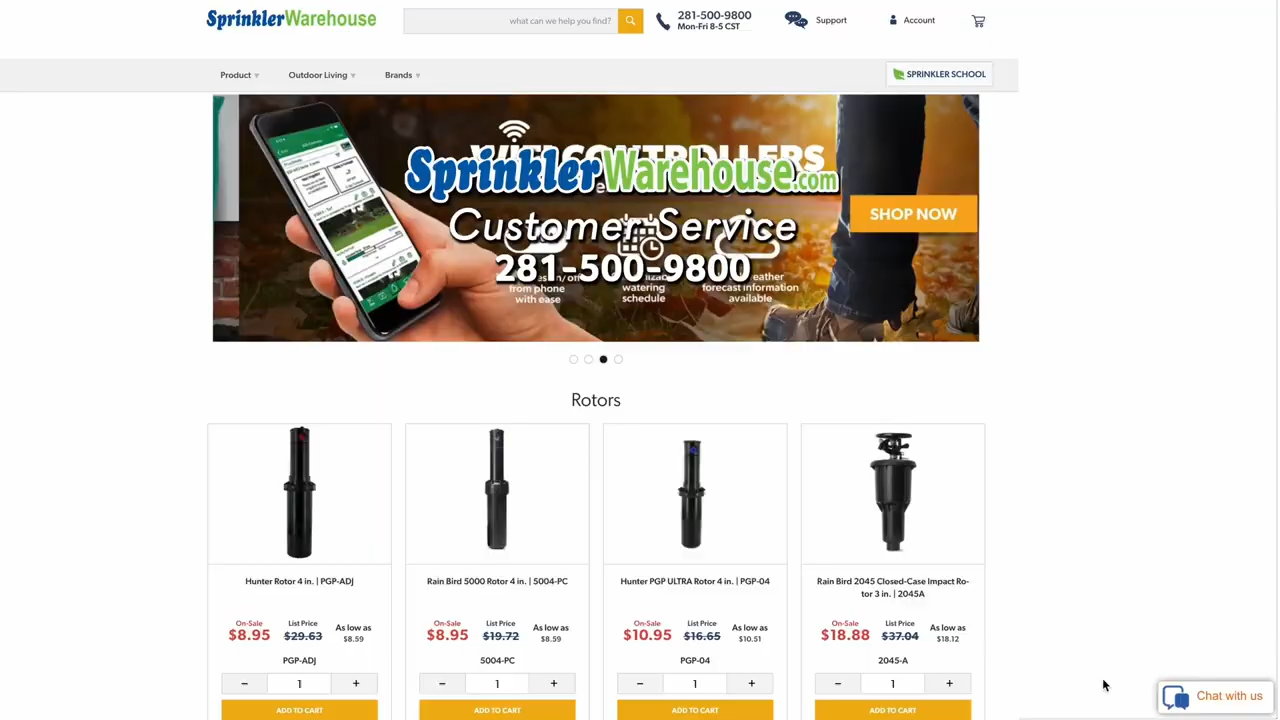 SprinklerWarehouse
what can we help you find?
281-500-9800
Mon-Fri 8-5 CST
Support
Account
Product
Outdoor Living
Brands
SPRINKLER SCHOOL
SprinklerWarehouse.com
Customer Service
281-500-9800
SHOP NOW
from phone
with ease
watering
schedule
forecast information
available
Rotors
Hunter Rotor 4 in. | PGP-ADJ
On-Sale List Price As low as
$8.95 $29.63 $8.59
PGP-ADJ
− 1 +
ADD TO CART
Rain Bird 5000 Rotor 4 in. | 5004-PC
On-Sale List Price As low as
$8.95 $19.72 $8.59
5004-PC
− 1 +
ADD TO CART
Hunter PGP ULTRA Rotor 4 in. | PGP-04
On-Sale List Price As low as
$10.95 $16.65 $10.51
PGP-04
− 1 +
ADD TO CART
Rain Bird 2045 Closed-Case Impact Ro-
tor 3 in. | 2045A
On-Sale List Price As low as
$18.88 $37.04 $18.12
2045-A
− 1 +
ADD TO CART
Chat with us